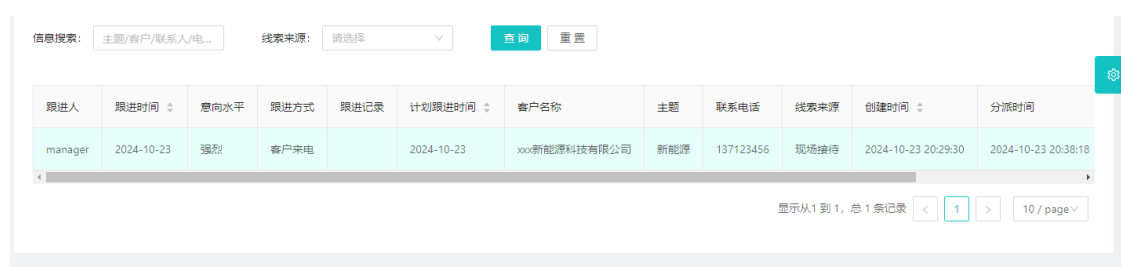 信息搜索： 主题/客户/联系人/电... 线索来源： 请选择 查 询 重 置
跟进人 跟进时间 意向水平 跟进方式 跟进记录 计划跟进时间 客户名称 主题 联系电话 线索来源 创建时间 分派时间
manager 2024-10-23 强烈 客户来电 2024-10-23 xxx新能源科技有限公司 新能源 137123456 现场接待 2024-10-23 20:29:30 2024-10-23 20:38:18
显示从1 到 1， 总 1 条记录 < 1 > 10 / page